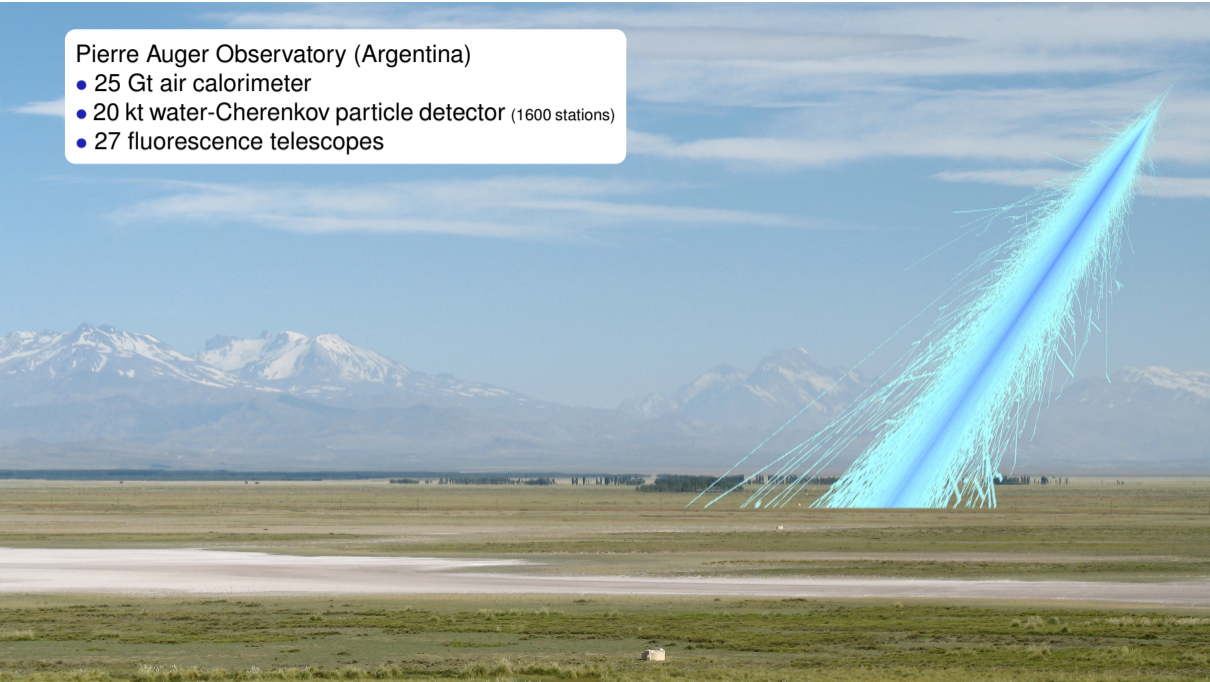 Pierre Auger Observatory (Argentina)
• 25 Gt air calorimeter
• 20 kt water-Cherenkov particle detector (1600 stations)
• 27 fluorescence telescopes